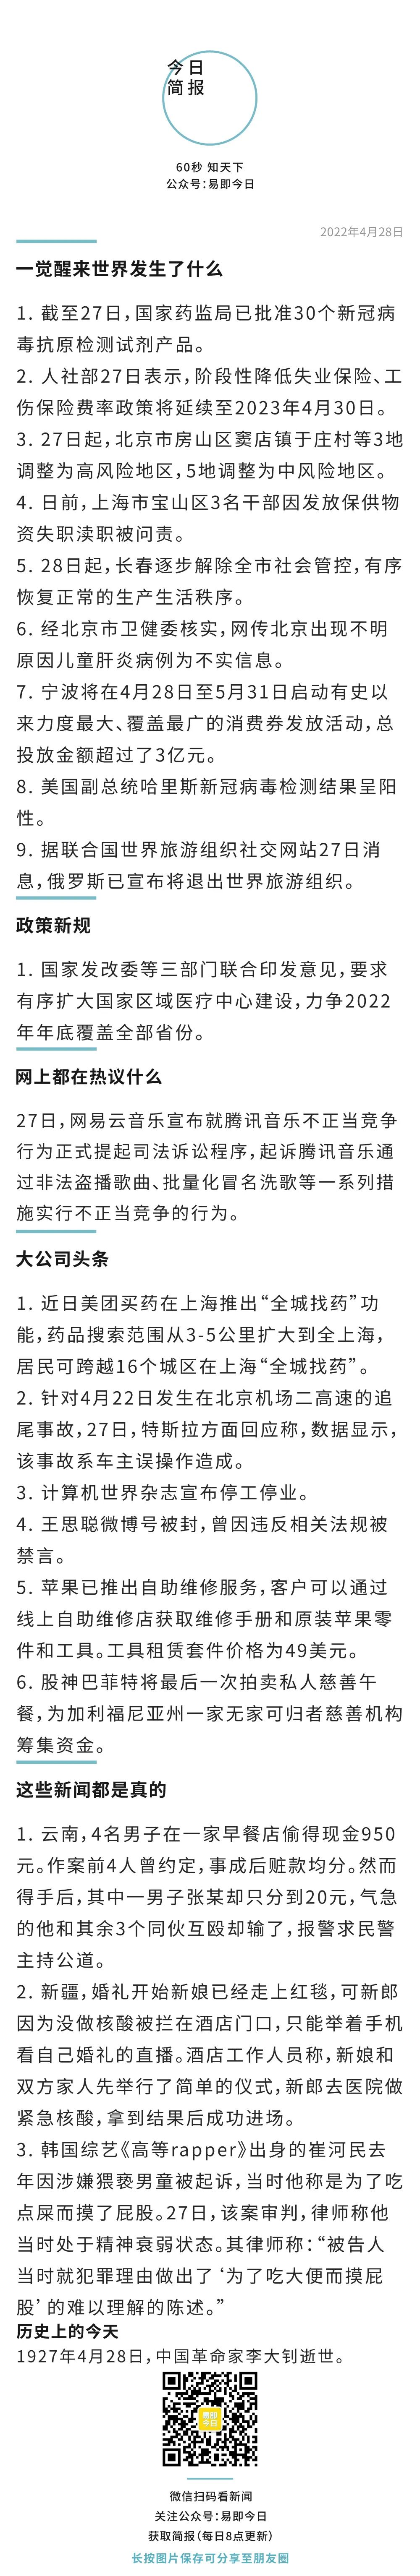 今日
简报
60秒 知天下
公众号：易即今日
2022年4月28日
一觉醒来世界发生了什么
1. 截至27日，国家药监局已批准30个新冠病
毒抗原检测试剂产品。
2. 人社部27日表示，阶段性降低失业保险、工
伤保险费率政策将延续至2023年4月30日。
3. 27日起，北京市房山区窦店镇于庄村等3地
调整为高风险地区，5地调整为中风险地区。
4. 日前，上海市宝山区3名干部因发放保供物
资失职渎职被问责。
5. 28日起，长春逐步解除全市社会管控，有序
恢复正常的生产生活秩序。
6. 经北京市卫健委核实，网传北京出现不明
原因儿童肝炎病例为不实信息。
7. 宁波将在4月28日至5月31日启动有史以
来力度最大、覆盖最广的消费券发放活动，总
投放金额超过了3亿元。
8. 美国副总统哈里斯新冠病毒检测结果呈阳
性。
9. 据联合国世界旅游组织社交网站27日消
息，俄罗斯已宣布将退出世界旅游组织。
政策新规
1. 国家发改委等三部门联合印发意见，要求
有序扩大国家区域医疗中心建设，力争2022
年年底覆盖全部省份。
网上都在热议什么
27日，网易云音乐宣布就腾讯音乐不正当竞争
行为正式提起司法诉讼程序，起诉腾讯音乐通
过非法盗播歌曲、批量化冒名洗歌等一系列措
施实行不正当竞争的行为。
大公司头条
1. 近日美团买药在上海推出“全城找药”功
能，药品搜索范围从3-5公里扩大到全上海，
居民可跨越16个城区在上海“全城找药”。
2. 针对4月22日发生在北京机场二高速的追
尾事故，27日，特斯拉方面回应称，数据显示，
该事故系车主误操作造成。
3. 计算机世界杂志宣布停工停业。
4. 王思聪微博号被封，曾因违反相关法规被
禁言。
5. 苹果已推出自助维修服务，客户可以通过
线上自助维修店获取维修手册和原装苹果零
件和工具。工具租赁套件价格为49美元。
6. 股神巴菲特将最后一次拍卖私人慈善午
餐，为加利福尼亚州一家无家可归者慈善机构
筹集资金。
这些新闻都是真的
1. 云南，4名男子在一家早餐店偷得现金950
元。作案前4人曾约定，事成后赃款均分。然而
得手后，其中一男子张某却只分到20元，气急
的他和其余3个同伙互殴却输了，报警求民警
主持公道。
2. 新疆，婚礼开始新娘已经走上红毯，可新郎
因为没做核酸被拦在酒店门口，只能举着手机
看自己婚礼的直播。酒店工作人员称，新娘和
双方家人先举行了简单的仪式，新郎去医院做
紧急核酸，拿到结果后成功进场。
3. 韩国综艺《高等rapper》出身的崔河民去
年因涉嫌猥亵男童被起诉，当时他称是为了吃
点屎而摸了屁股。27日，该案审判，律师称他
当时处于精神衰弱状态。其律师称：“被告人
当时就犯罪理由做出了‘为了吃大便而摸屁
股’的难以理解的陈述。”
历史上的今天
1927年4月28日，中国革命家李大钊逝世。
易即
今日
微信扫码看新闻
关注公众号：易即今日
获取简报（每日8点更新）
长按图片保存可分享至朋友圈